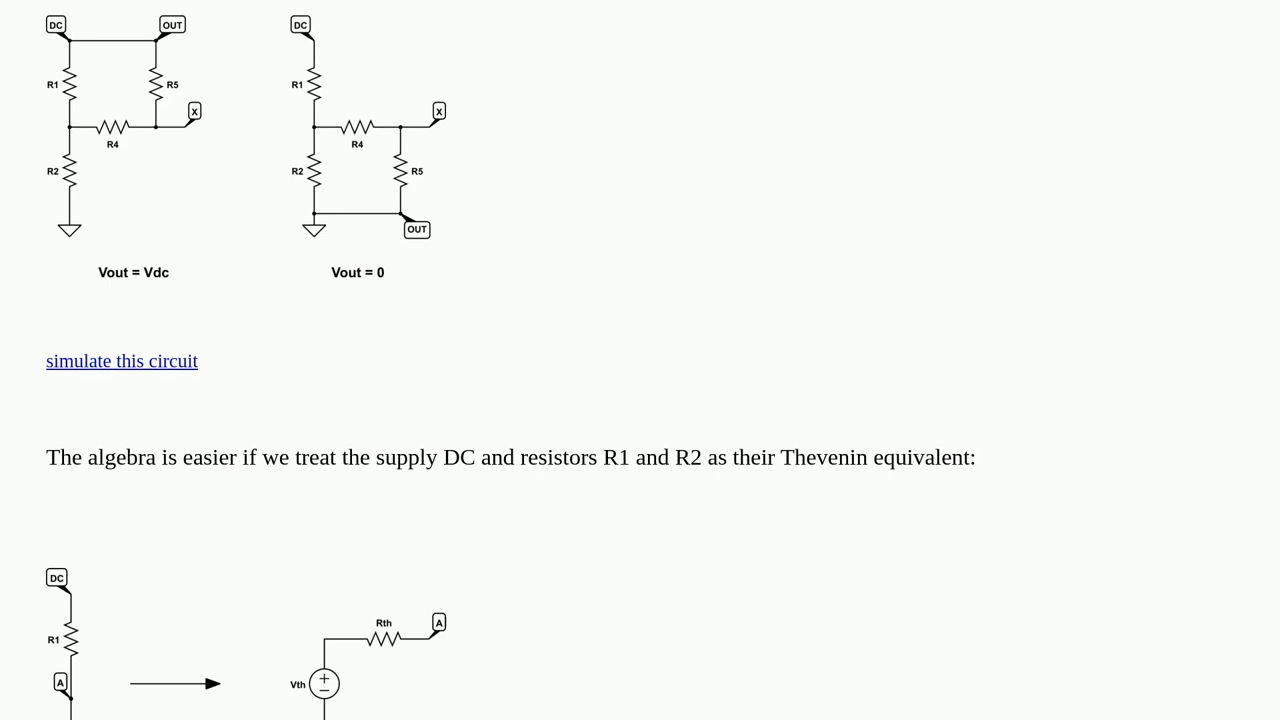 DC OUT DC
R1 R5 R1
X X
R4 R4
R2 R2 R5
OUT
Vout = Vdc Vout = 0
simulate this circuit
The algebra is easier if we treat the supply DC and resistors R1 and R2 as their Thevenin equivalent:
DC
Rth A
R1
A Vth